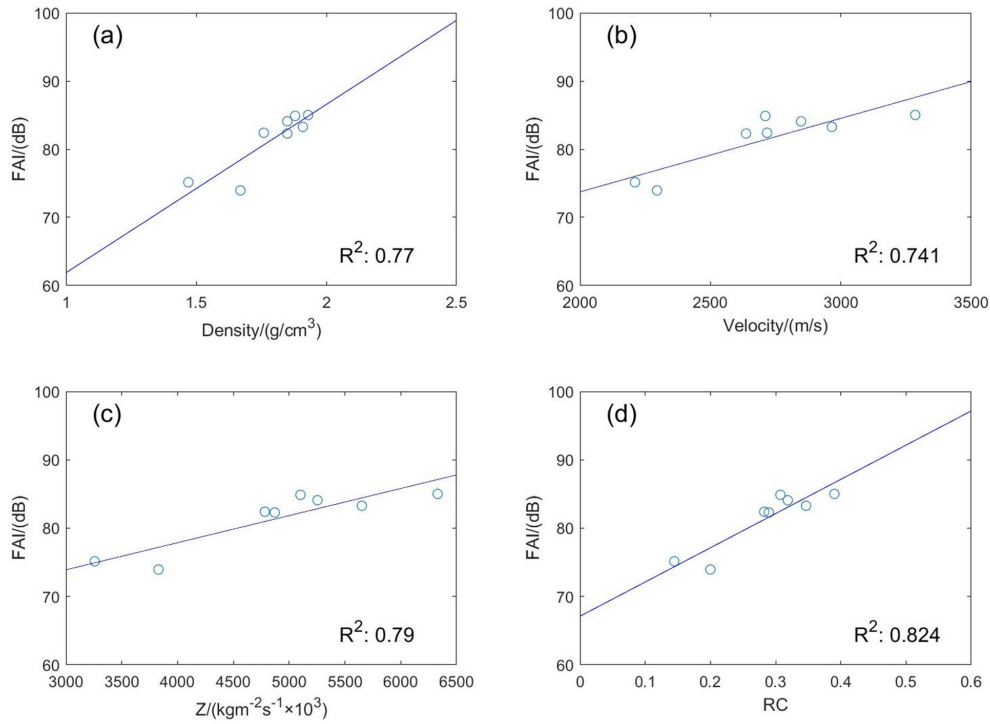 (a)
100
90
80
70
60
FAI/(dB)
R²: 0.77
1 1.5 2 2.5
Density/(g/cm³)
(b)
100
90
80
70
60
FAI/(dB)
R²: 0.741
2000 2500 3000 3500
Velocity/(m/s)
(c)
100
90
80
70
60
FAI/(dB)
R²: 0.79
3000 3500 4000 4500 5000 5500 6000 6500
Z/(kgm⁻²s⁻¹×10³)
(d)
100
90
80
70
60
FAI/(dB)
R²: 0.824
0 0.1 0.2 0.3 0.4 0.5 0.6
RC